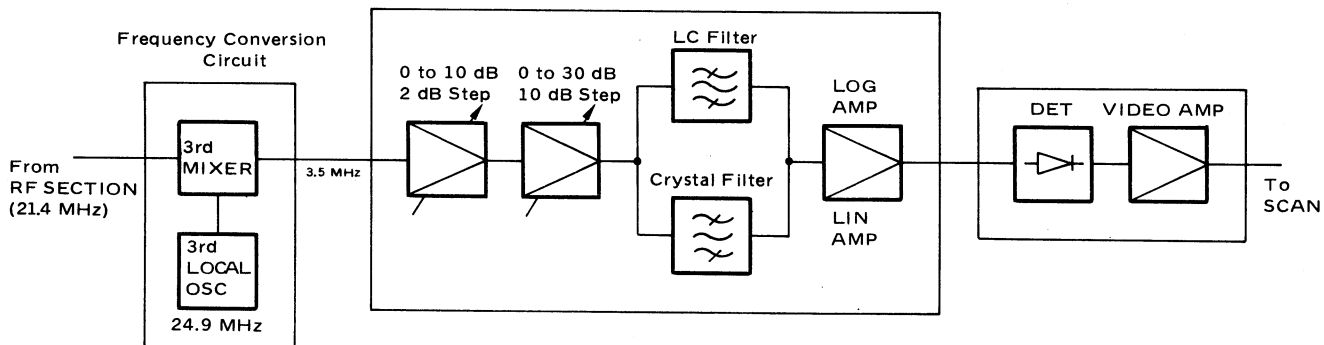 Frequency Conversion
Circuit
From
RF SECTION
(21.4 MHz)
3rd
MIXER
3rd
LOCAL
OSC
24.9 MHz
3.5 MHz
0 to 10 dB
2 dB Step
0 to 30 dB
10 dB Step
LC Filter
Crystal Filter
LOG
AMP
LIN
AMP
DET
VIDEO AMP
To
SCAN